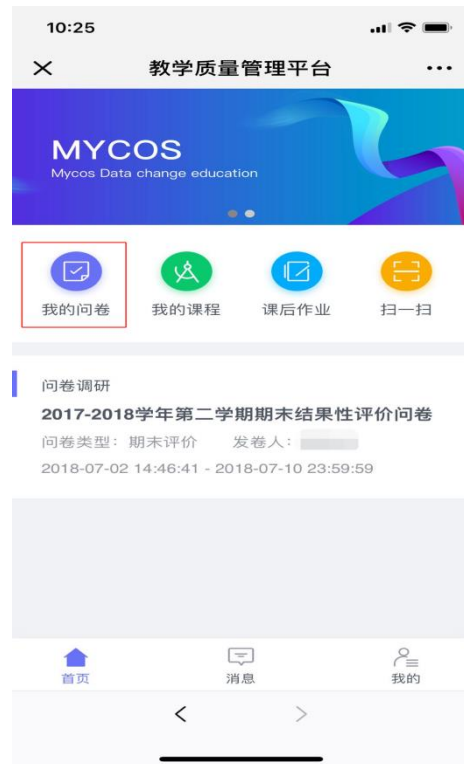 10:25
教学质量管理平台
MYCOS
Mycos Data change education
我的问卷 我的课程 课后作业 扫一扫
问卷调研
2017-2018学年第二学期期末结果性评价问卷
问卷类型：期末评价 发卷人：
2018-07-02 14:46:41 - 2018-07-10 23:59:59
首页 消息 我的